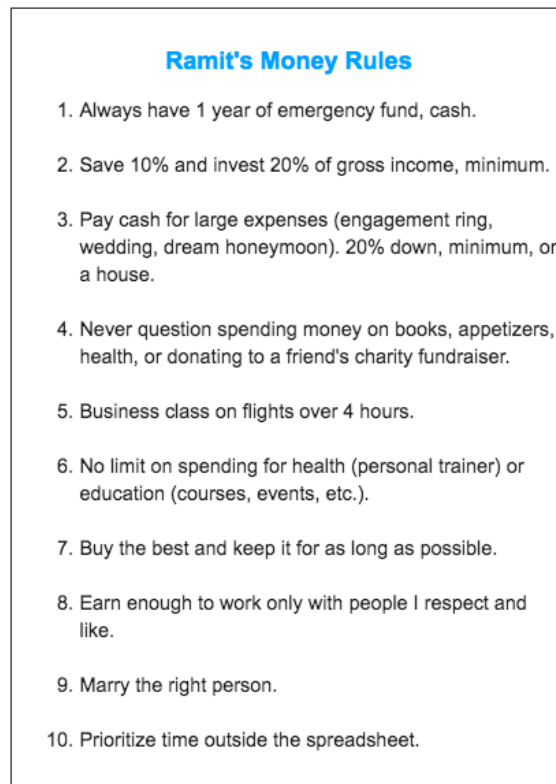 Ramit's Money Rules
1. Always have 1 year of emergency fund, cash.
2. Save 10% and invest 20% of gross income, minimum.
3. Pay cash for large expenses (engagement ring,
wedding, dream honeymoon). 20% down, minimum, or
a house.
4. Never question spending money on books, appetizers,
health, or donating to a friend's charity fundraiser.
5. Business class on flights over 4 hours.
6. No limit on spending for health (personal trainer) or
education (courses, events, etc.).
7. Buy the best and keep it for as long as possible.
8. Earn enough to work only with people I respect and
like.
9. Marry the right person.
10. Prioritize time outside the spreadsheet.